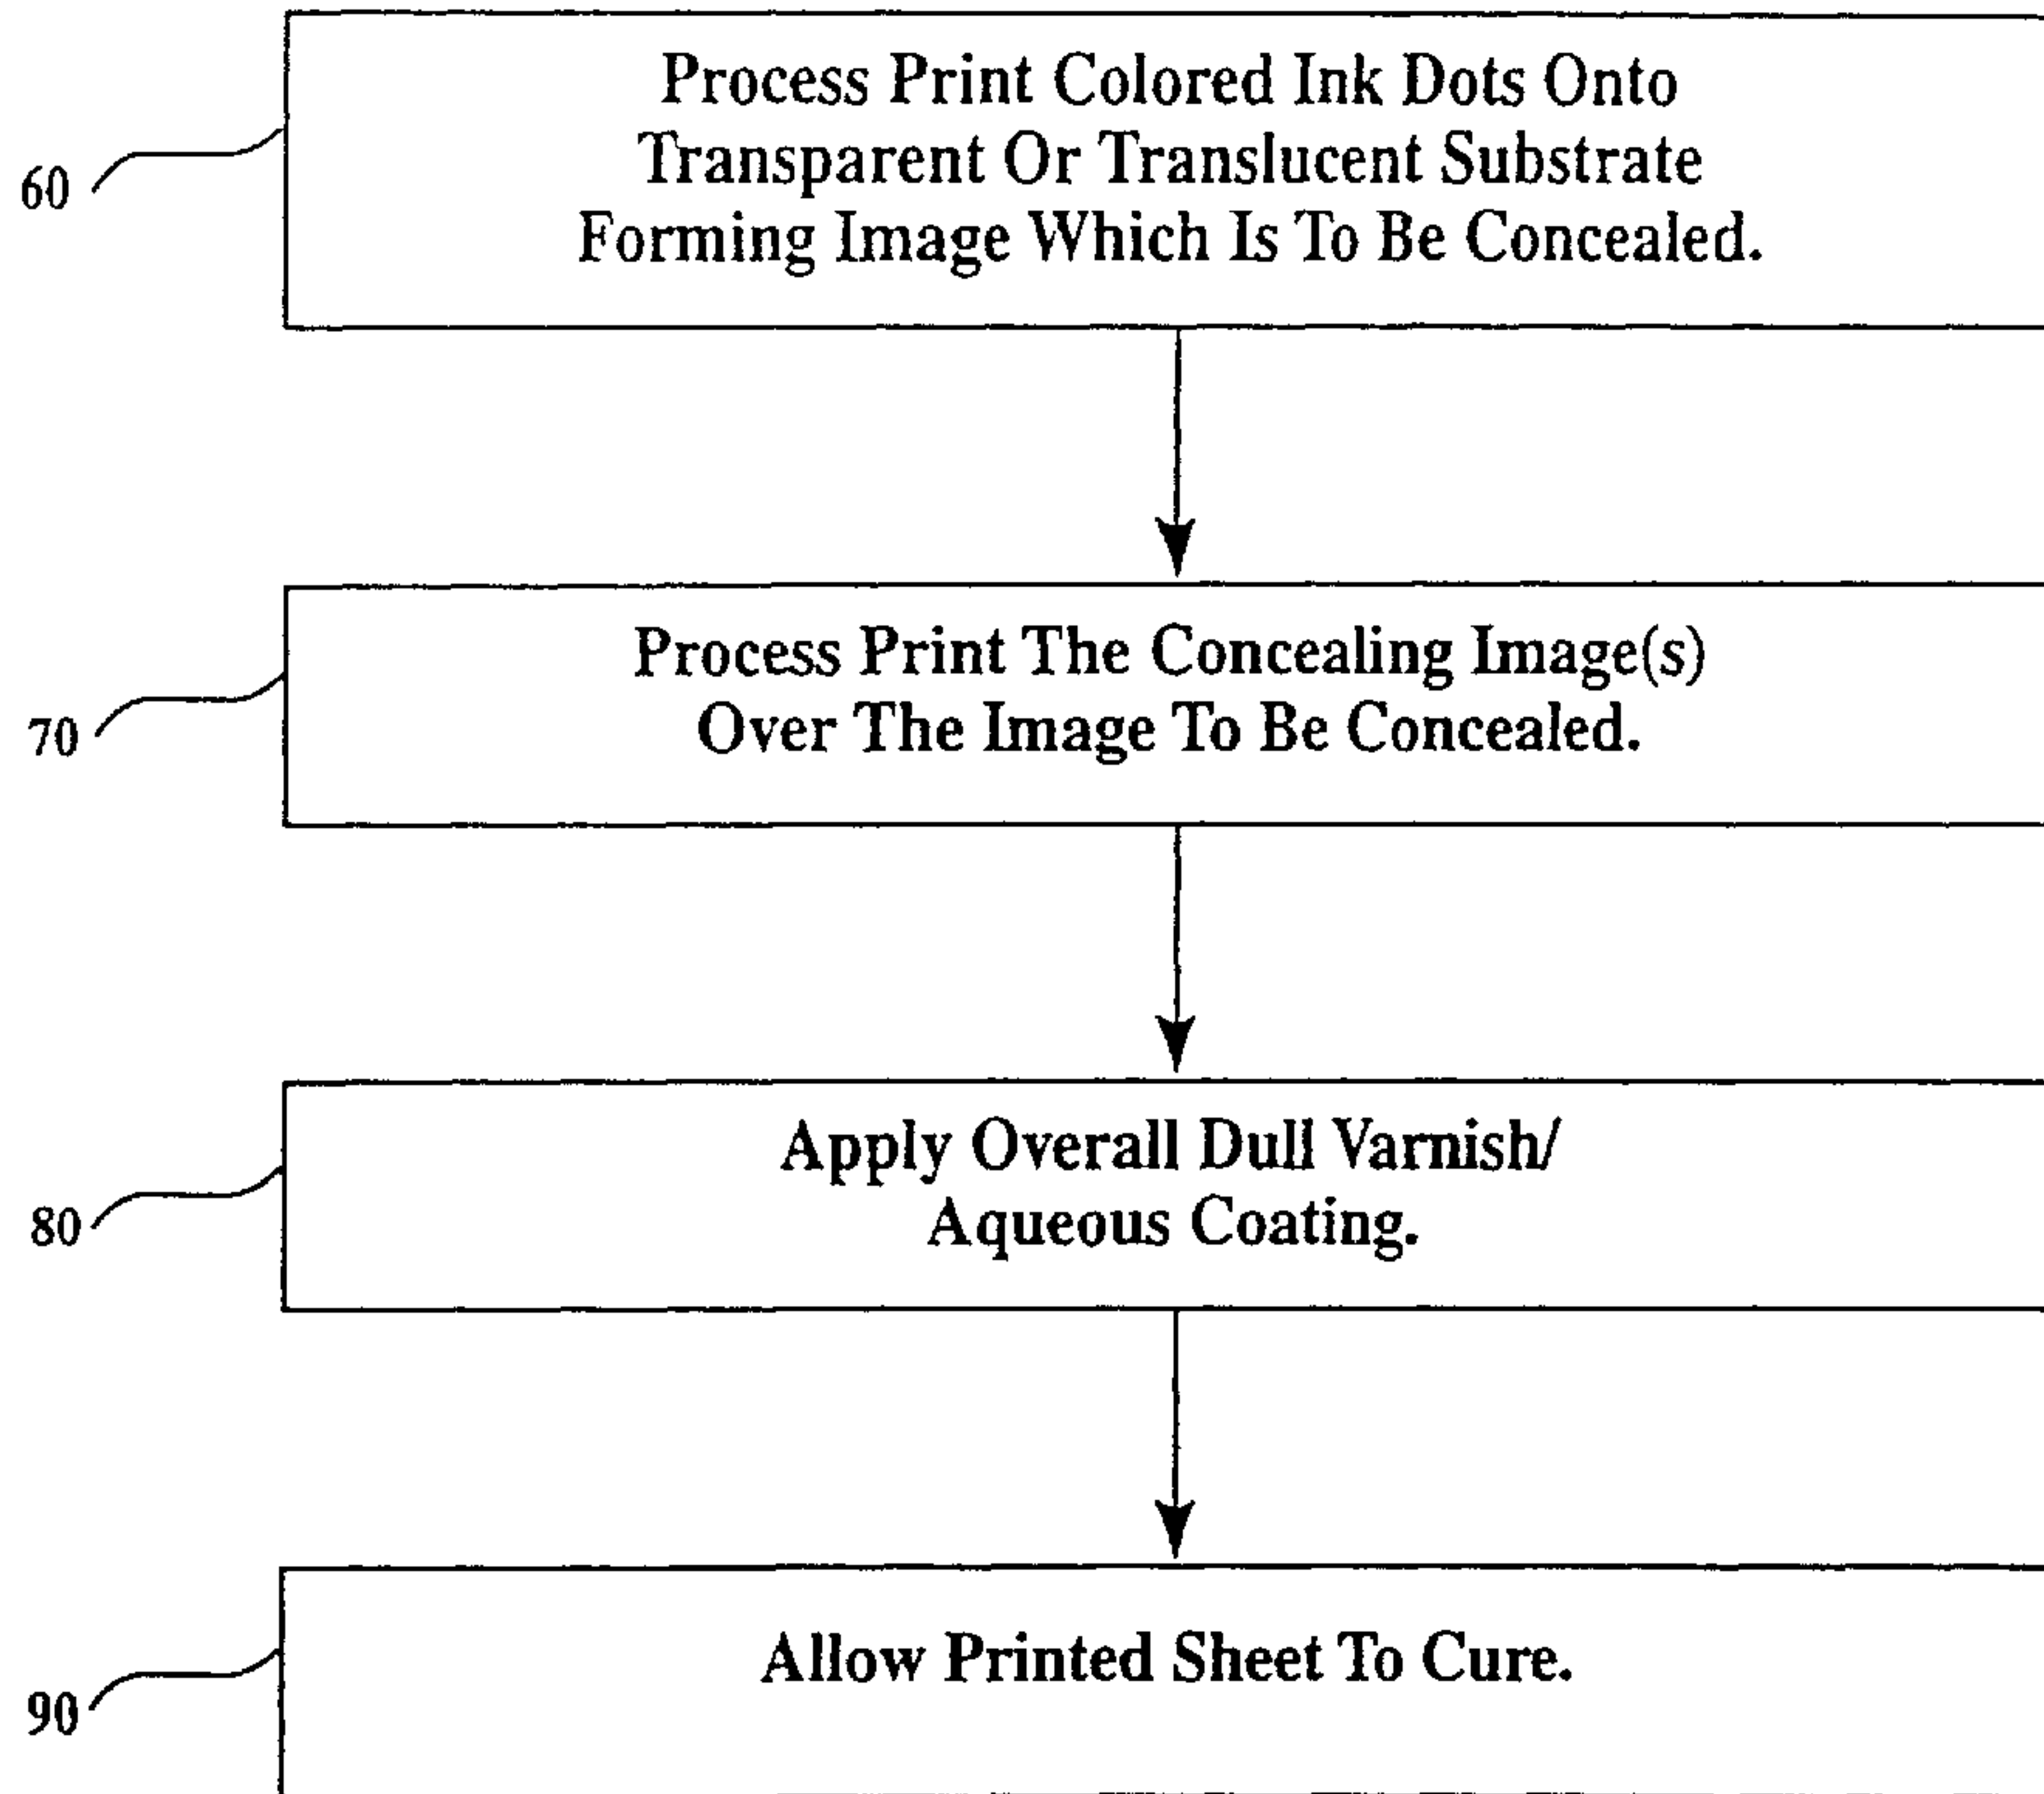 Process Print Colored Ink Dots Onto
Transparent Or Translucent Substrate
Forming Image Which Is To Be Concealed.
60
Process Print The Concealing Image(s)
Over The Image To Be Concealed.
70
Apply Overall Dull Varnish/
Aqueous Coating.
80
Allow Printed Sheet To Cure.
90